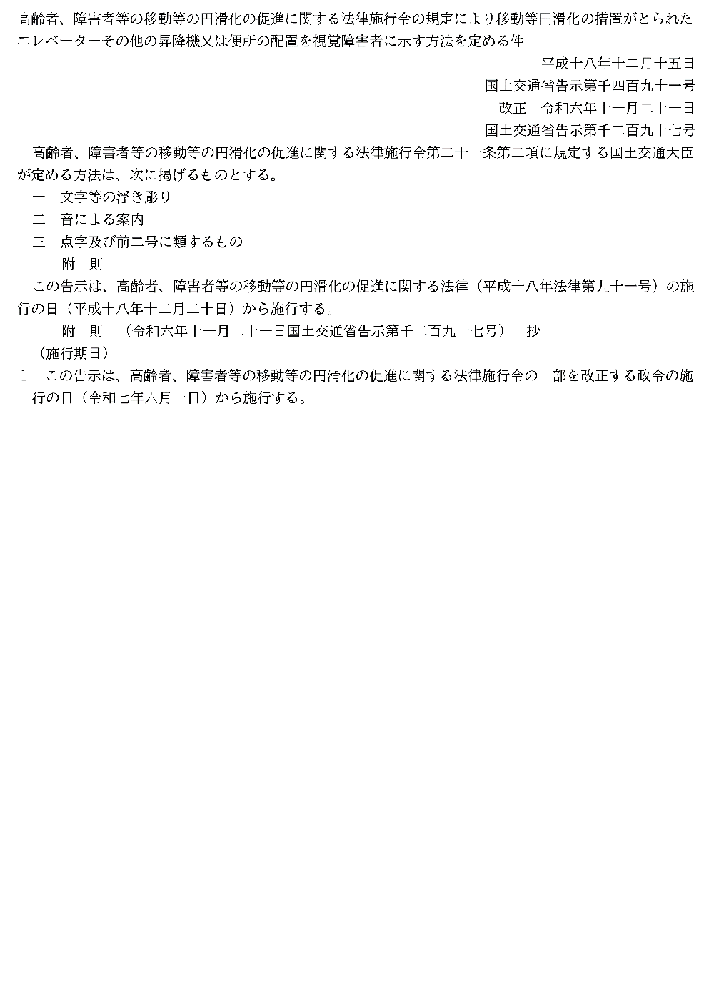 高齢者、障害者等の移動等の円滑化の促進に関する法律施行令の規定により移動等円滑化の措置がとられた
エレベーターその他の昇降機又は便所の配置を視覚障害者に示す方法を定める件
平成十八年十二月十五日
国土交通省告示第千四百九十一号
改正　令和六年十一月二十一日
国土交通省告示第千二百九十七号
高齢者、障害者等の移動等の円滑化の促進に関する法律施行令第二十一条第二項に規定する国土交通大臣
が定める方法は、次に掲げるものとする。
一　文字等の浮き彫り
二　音による案内
三　点字及び前二号に類するもの
附　則
この告示は、高齢者、障害者等の移動等の円滑化の促進に関する法律（平成十八年法律第九十一号）の施
行の日（平成十八年十二月二十日）から施行する。
附　則　（令和六年十一月二十一日国土交通省告示第千二百九十七号）　抄
（施行期日）
１　この告示は、高齢者、障害者等の移動等の円滑化の促進に関する法律施行令の一部を改正する政令の施
行の日（令和七年六月一日）から施行する。